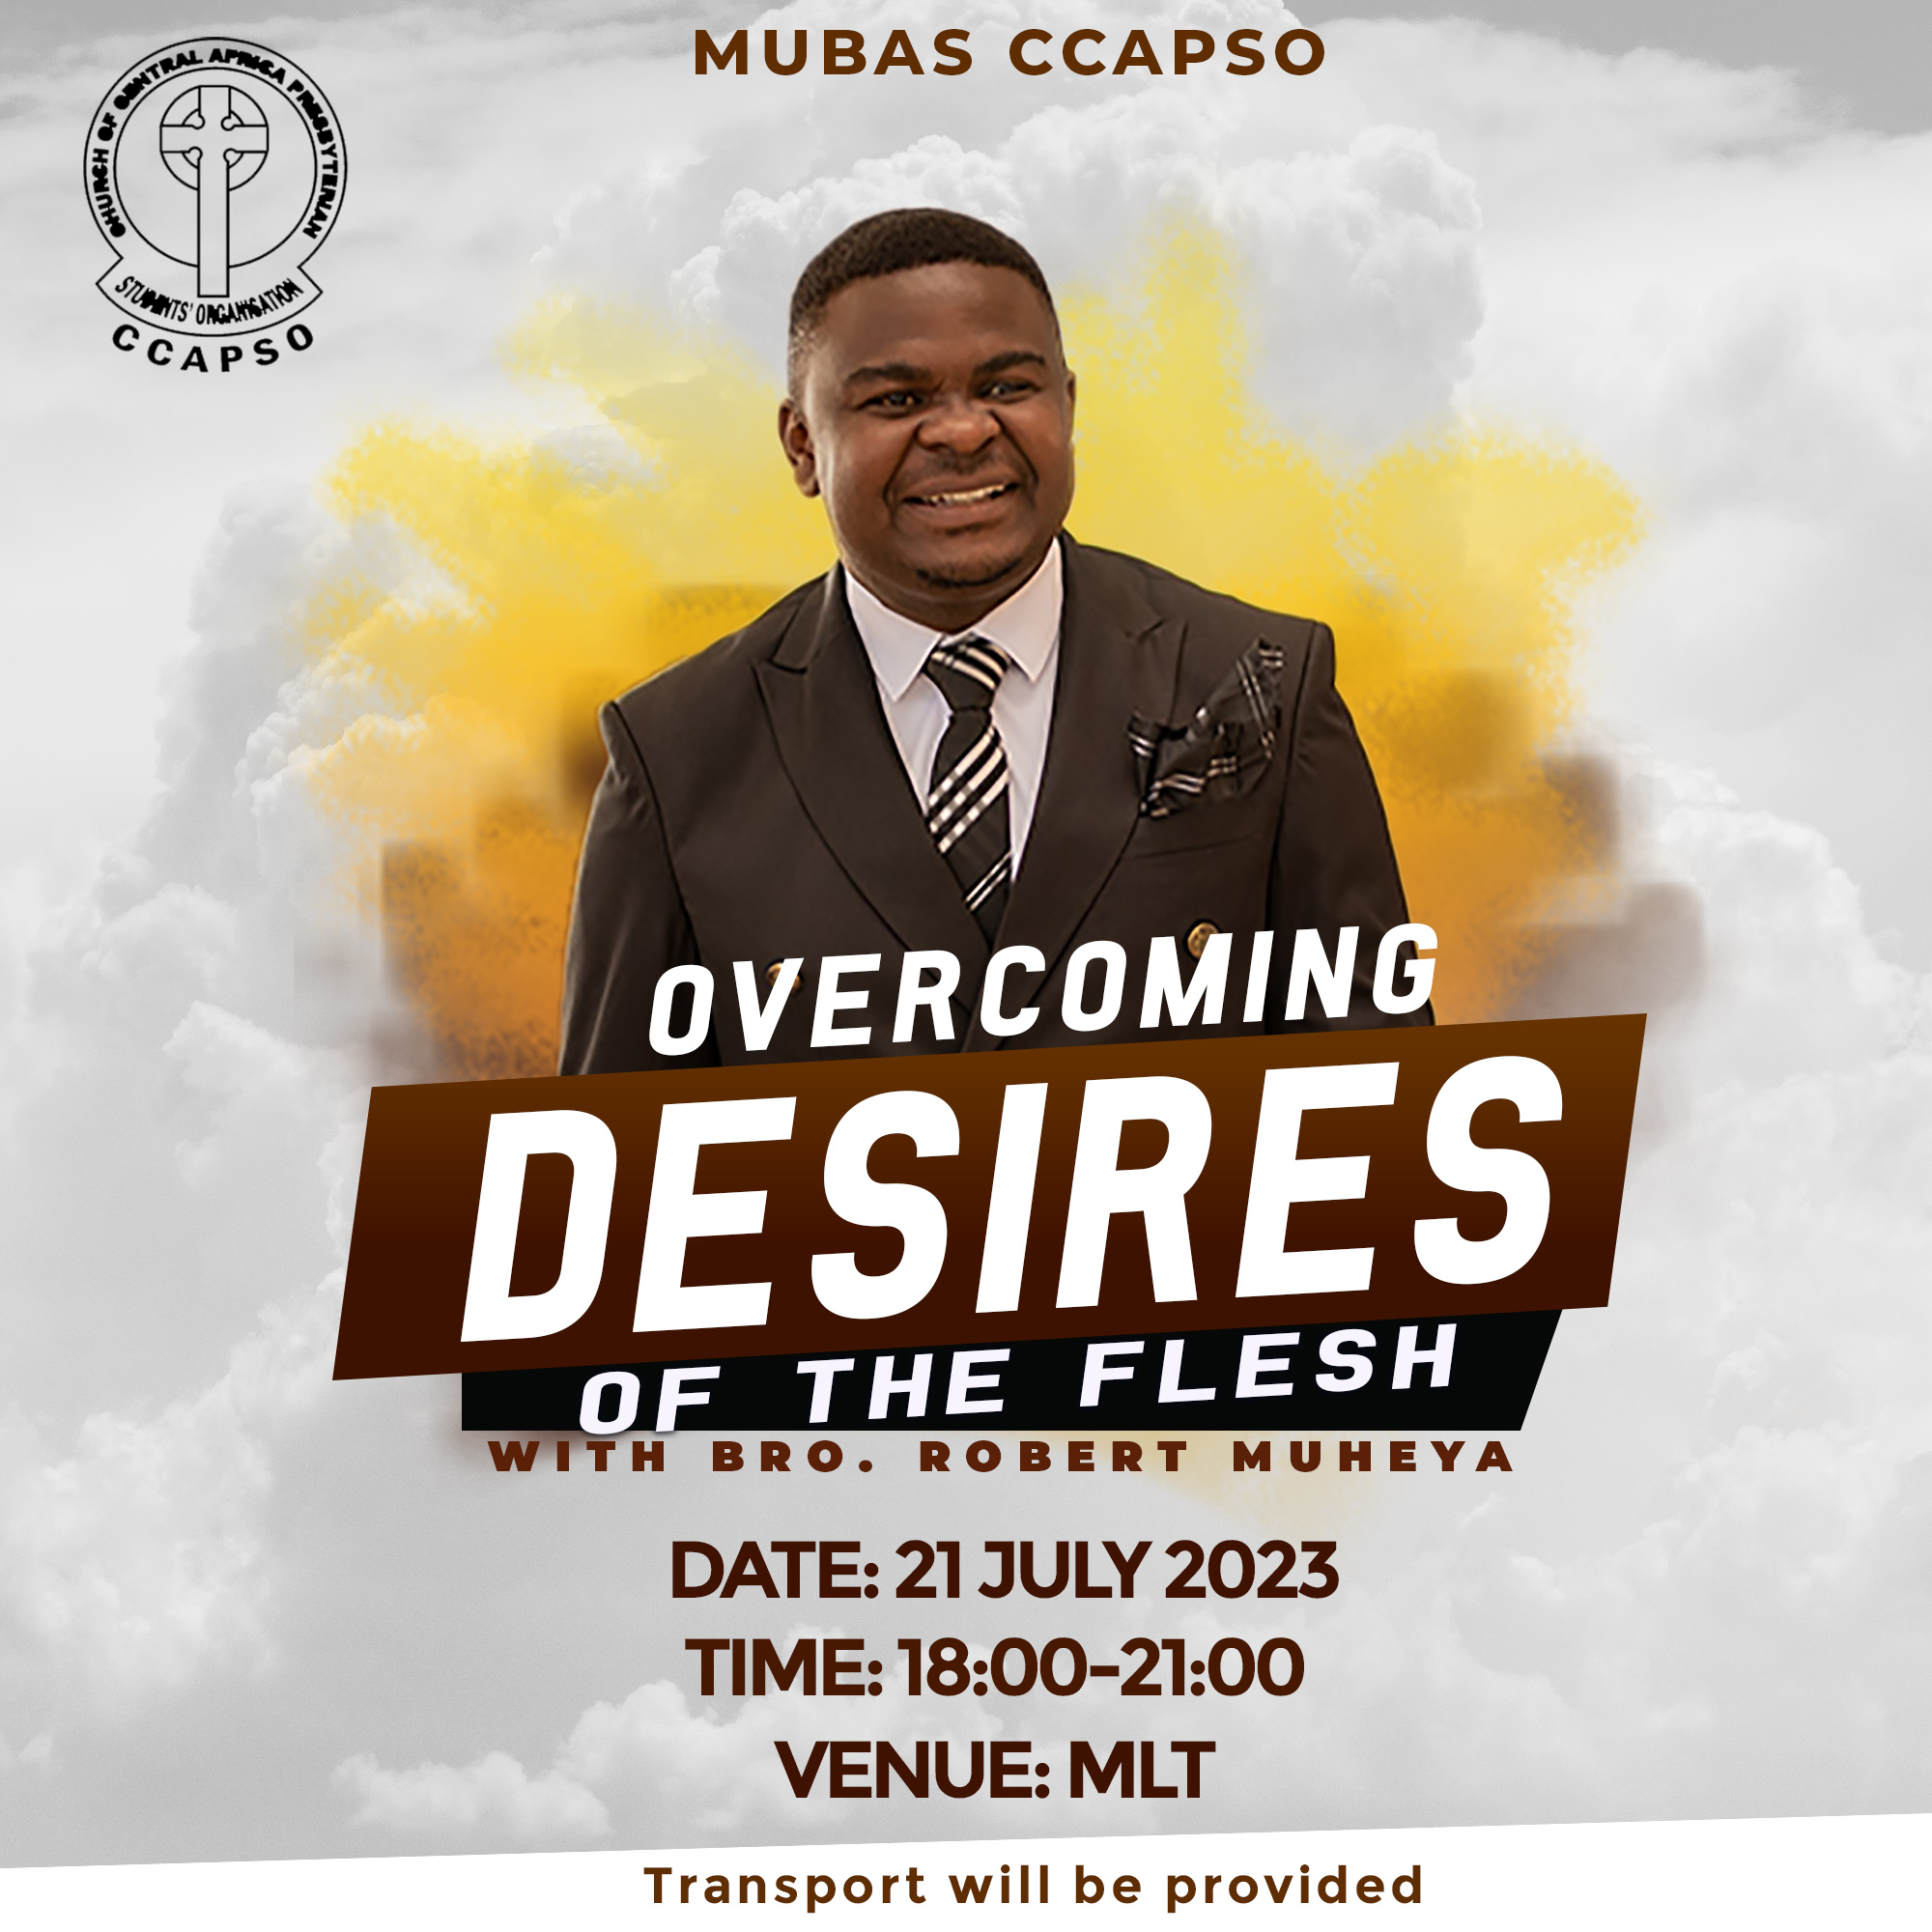 MUBAS CCAPSO
CHURCH OF CENTRAL AFRICA PRESBYTERIAN
STUDENTS' ORGANISATION
CCAPSO
OVERCOMING
DESIRES
OF THE FLESH
WITH BRO. ROBERT MUHEYA
DATE: 21 JULY 2023
TIME: 18:00-21:00
VENUE: MLT
Transport will be provided